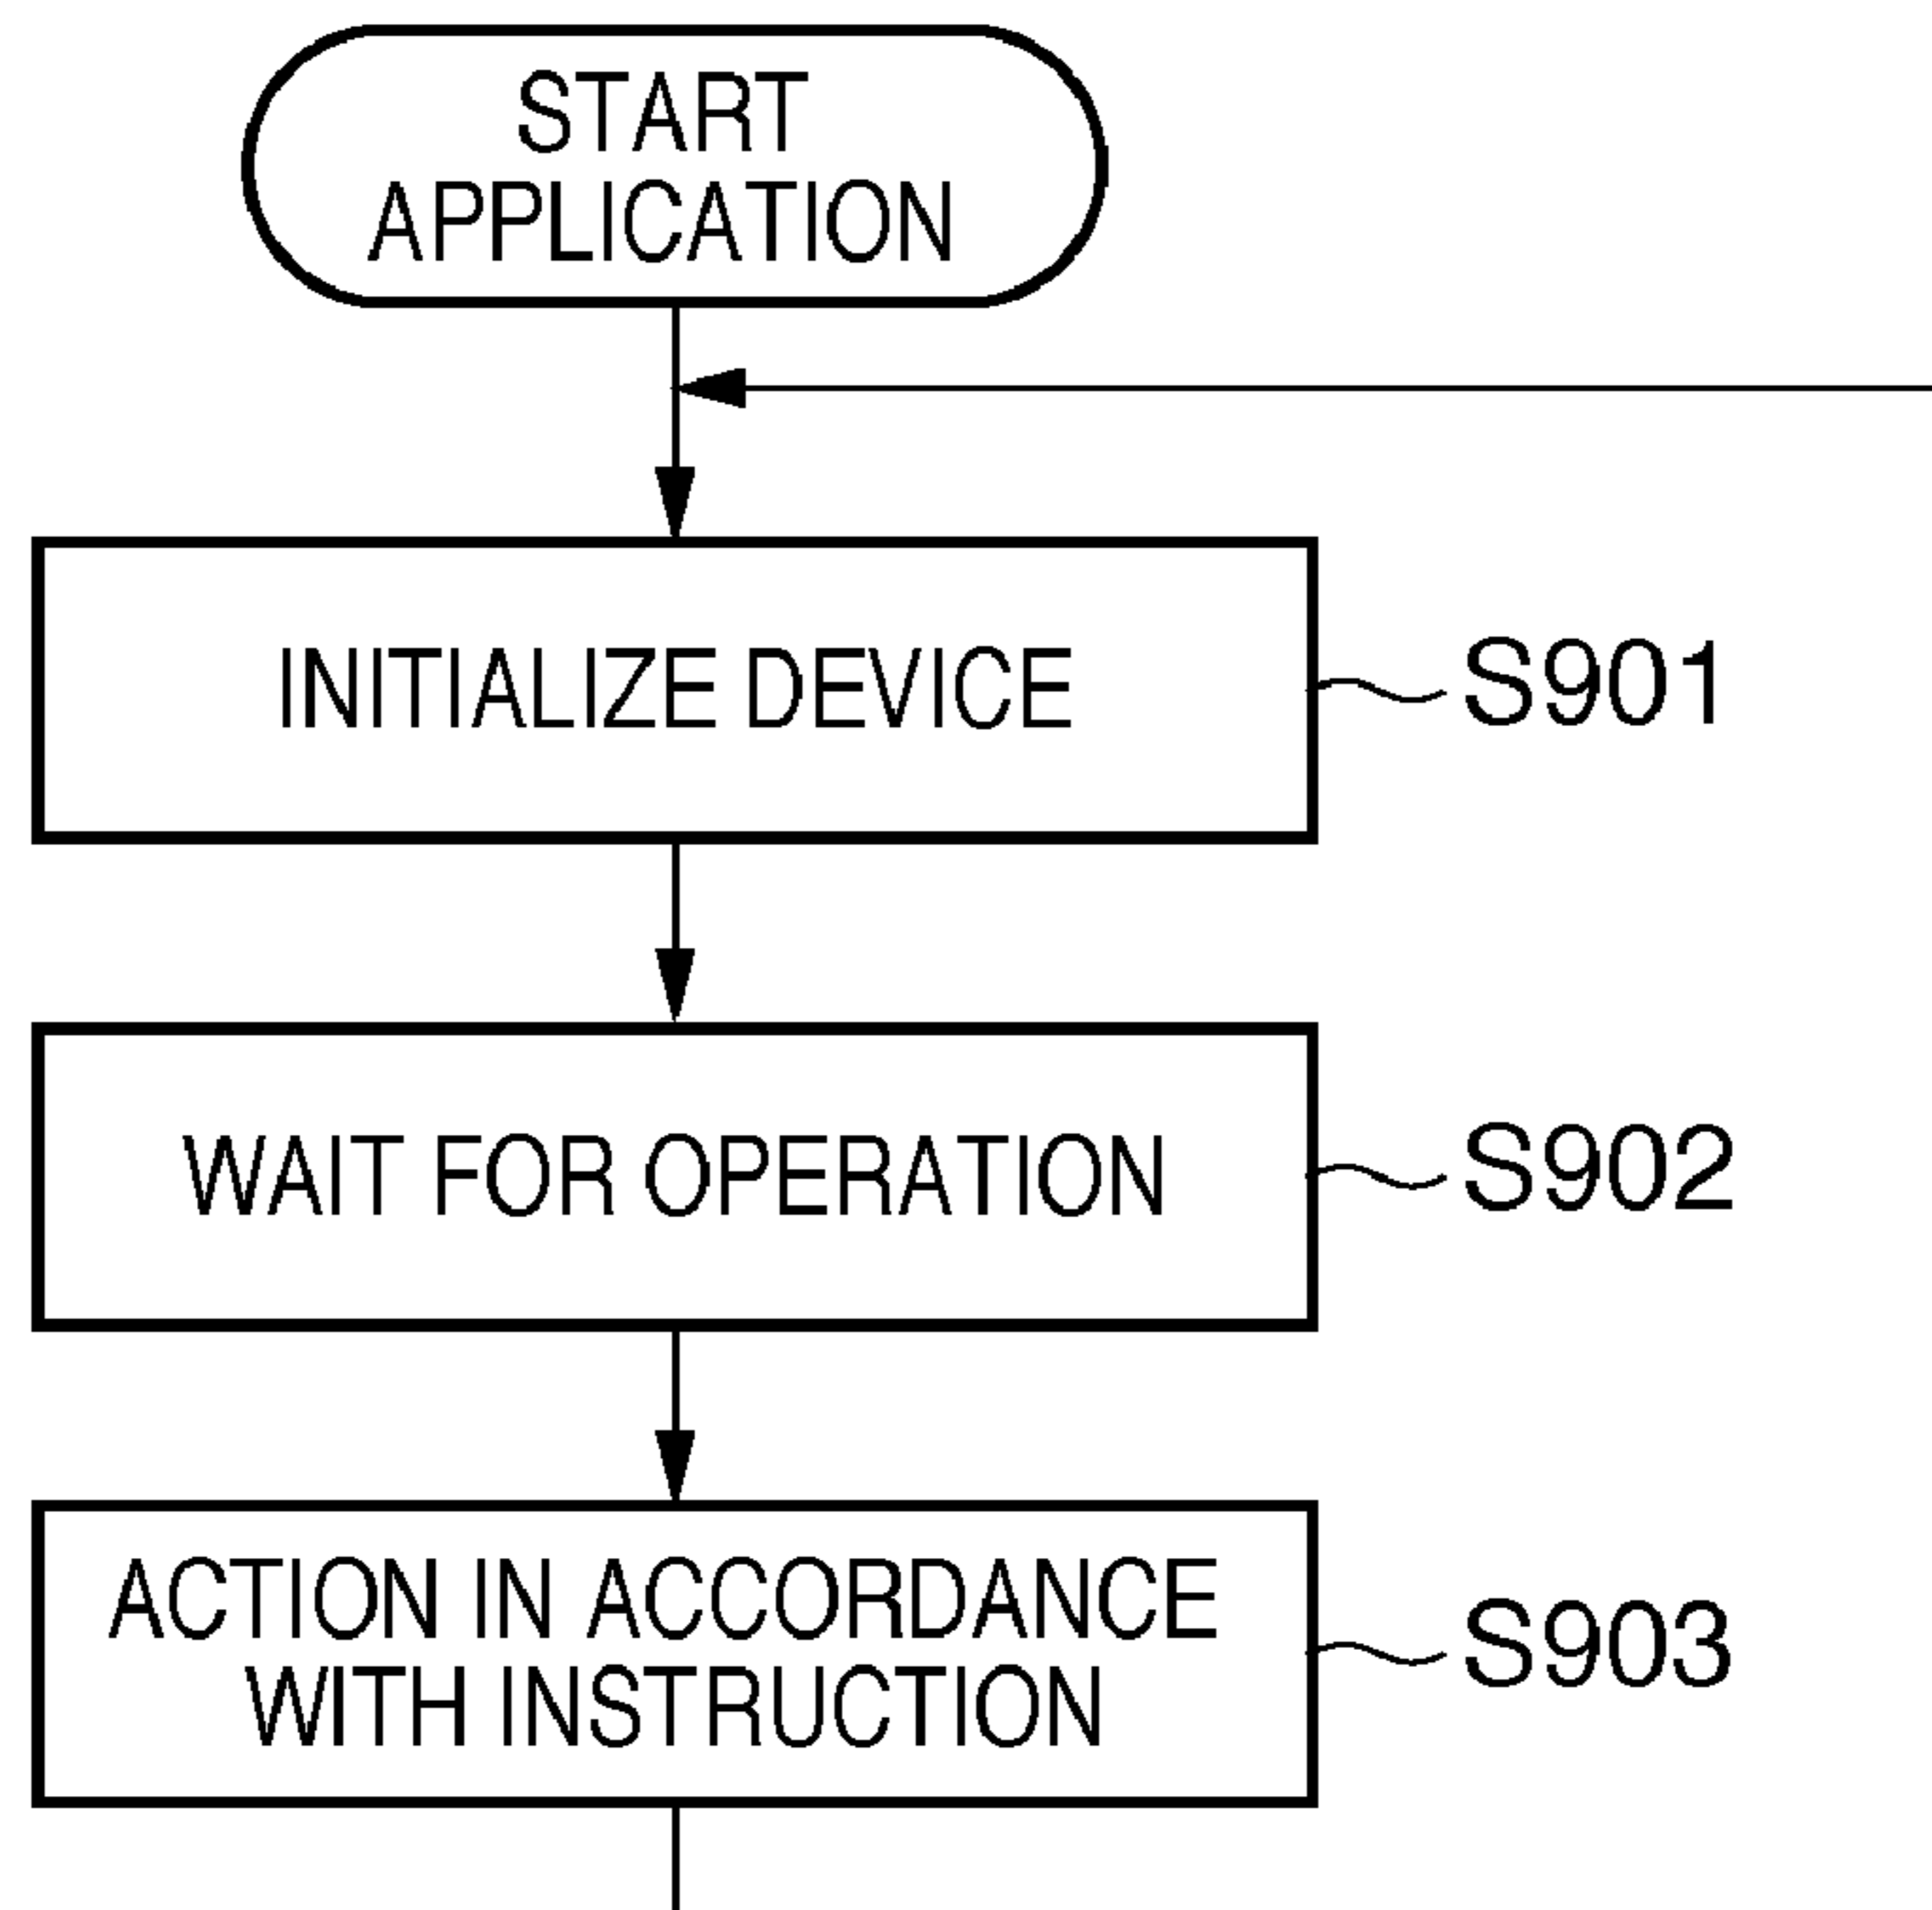 START
APPLICATION
INITIALIZE DEVICE
S901
WAIT FOR OPERATION
S902
ACTION IN ACCORDANCE
WITH INSTRUCTION
S903